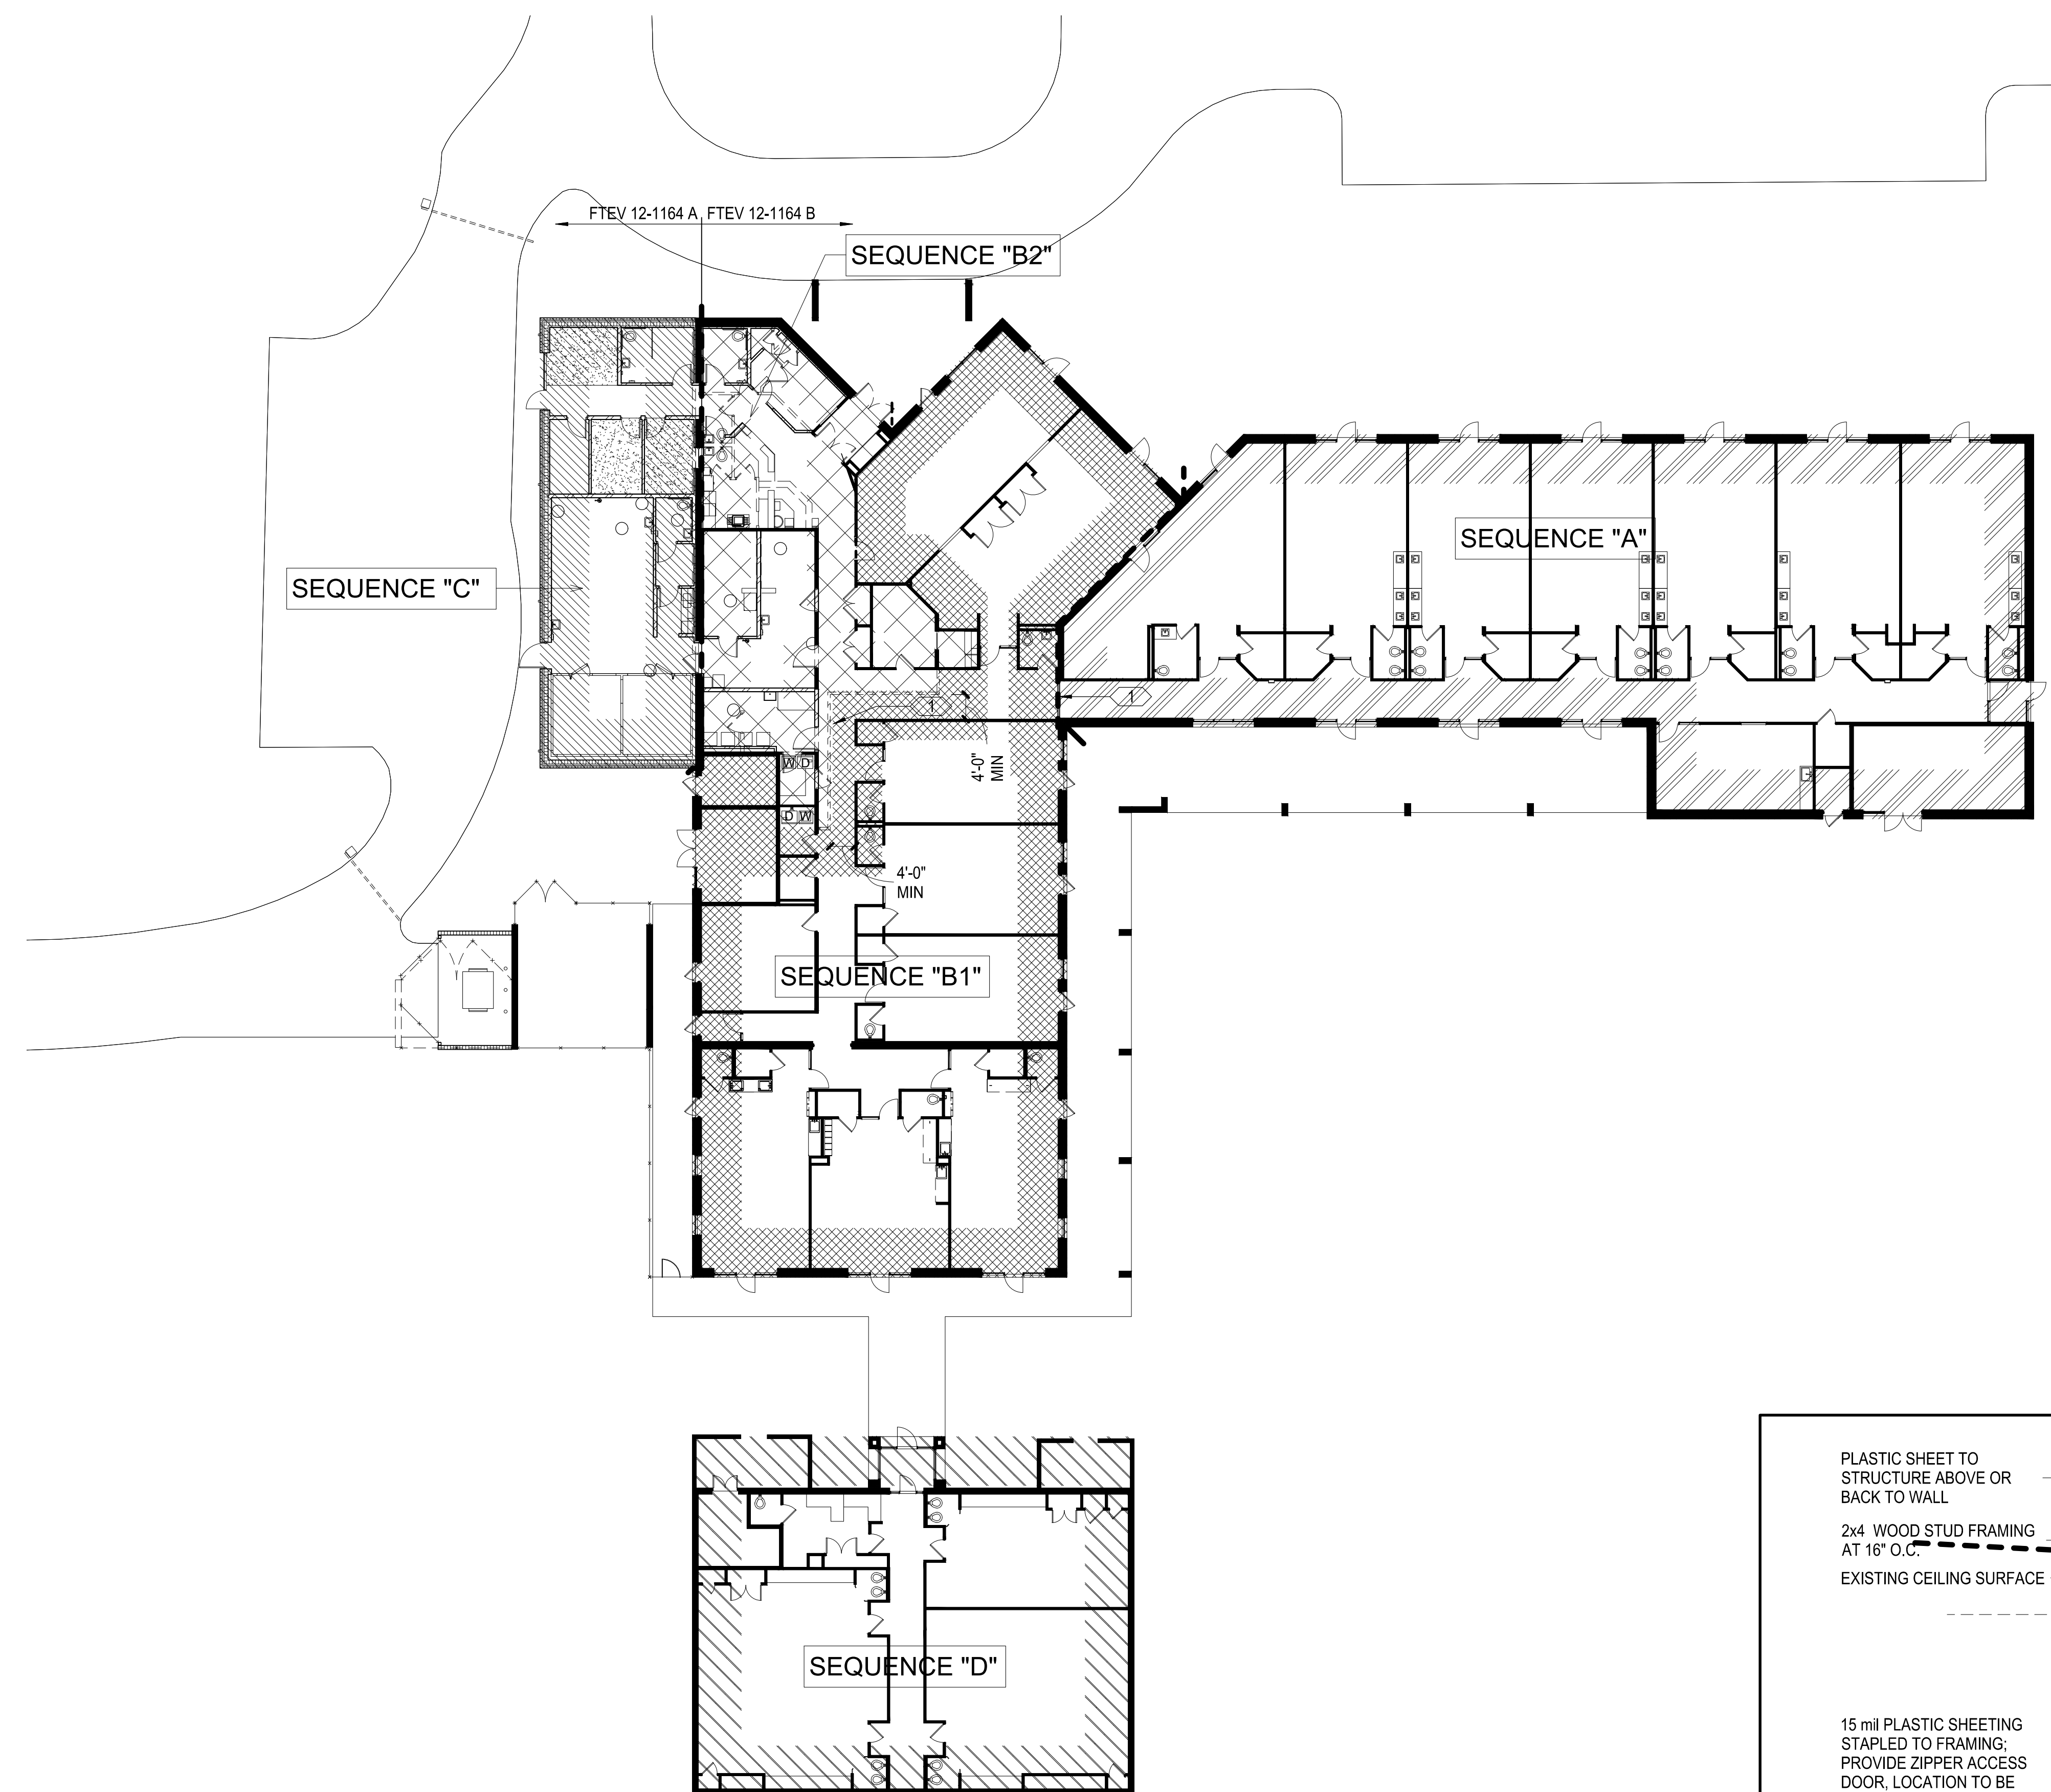 FTEV 12-1164 A
FTEV 12-1164 B
SEQUENCE "B2"
SEQUENCE "A"
SEQUENCE "C"
1
1
4'-0"
MIN
W D
D W
4'-0"
MIN
SEQUENCE "B1"
SEQUENCE "D"
PLASTIC SHEET TO
STRUCTURE ABOVE OR
BACK TO WALL
2x4 WOOD STUD FRAMING
AT 16" O.C.
EXISTING CEILING SURFACE
15 mil PLASTIC SHEETING
STAPLED TO FRAMING;
PROVIDE ZIPPER ACCESS
DOOR, LOCATION TO BE